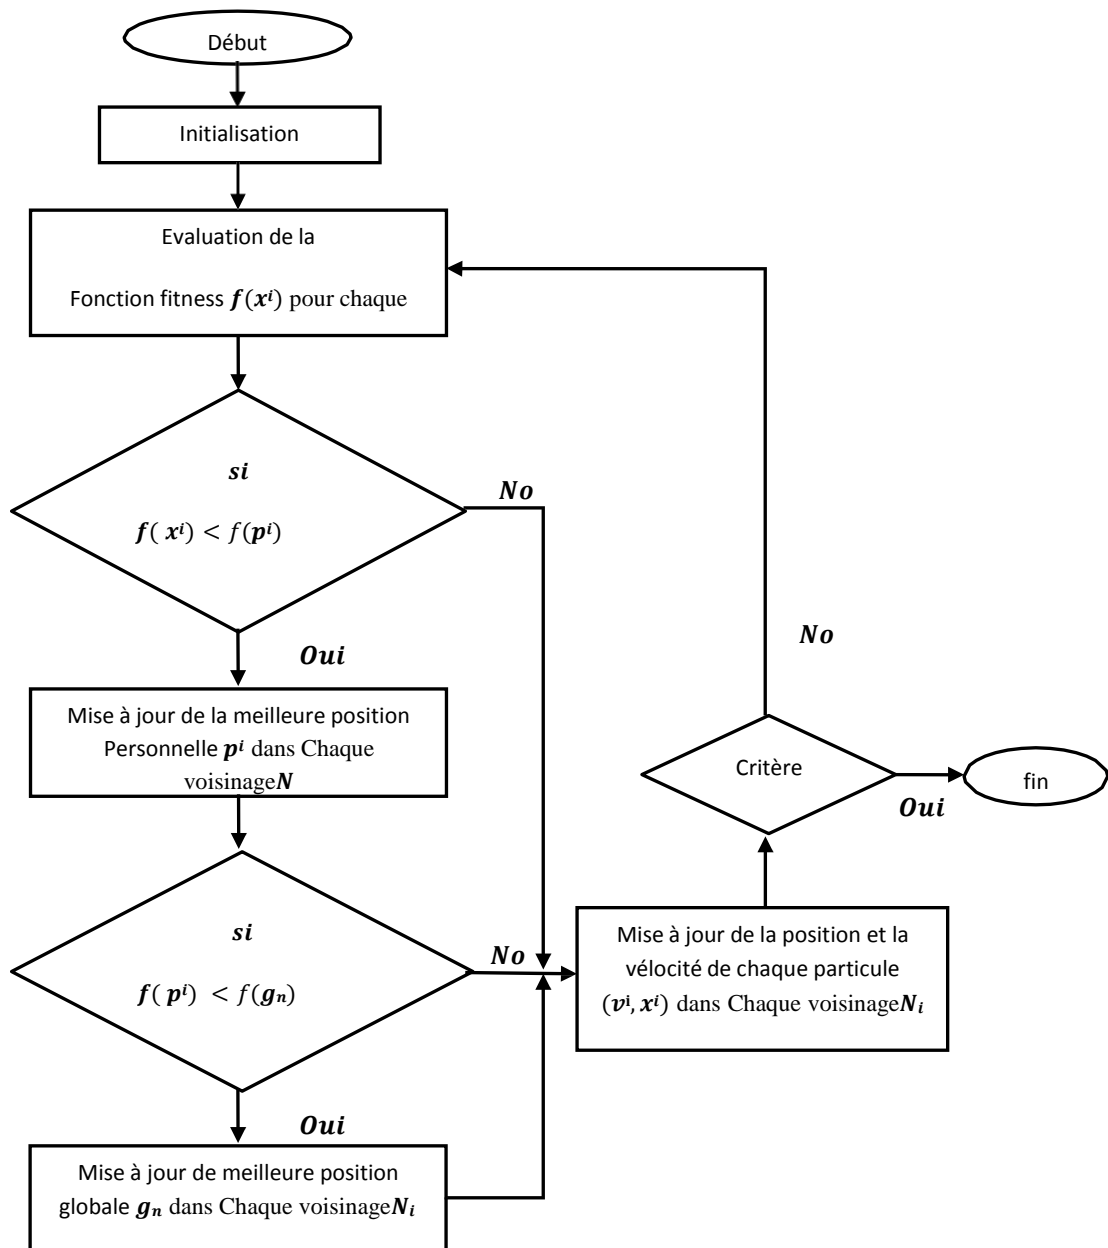 Début
Initialisation
Evaluation de la
Fonction fitness f(xⁱ) pour chaque
si
f( xⁱ) < f(pⁱ)
No
Oui
Mise à jour de la meilleure position
Personnelle pⁱ dans Chaque
voisinageN
si
f( pⁱ) < f(gₙ)
No
Oui
Mise à jour de meilleure position
globale gₙ dans Chaque voisinageNᵢ
Mise à jour de la position et la
vélocité de chaque particule
(vⁱ, xⁱ) dans Chaque voisinageNᵢ
Critère
No
Oui
fin